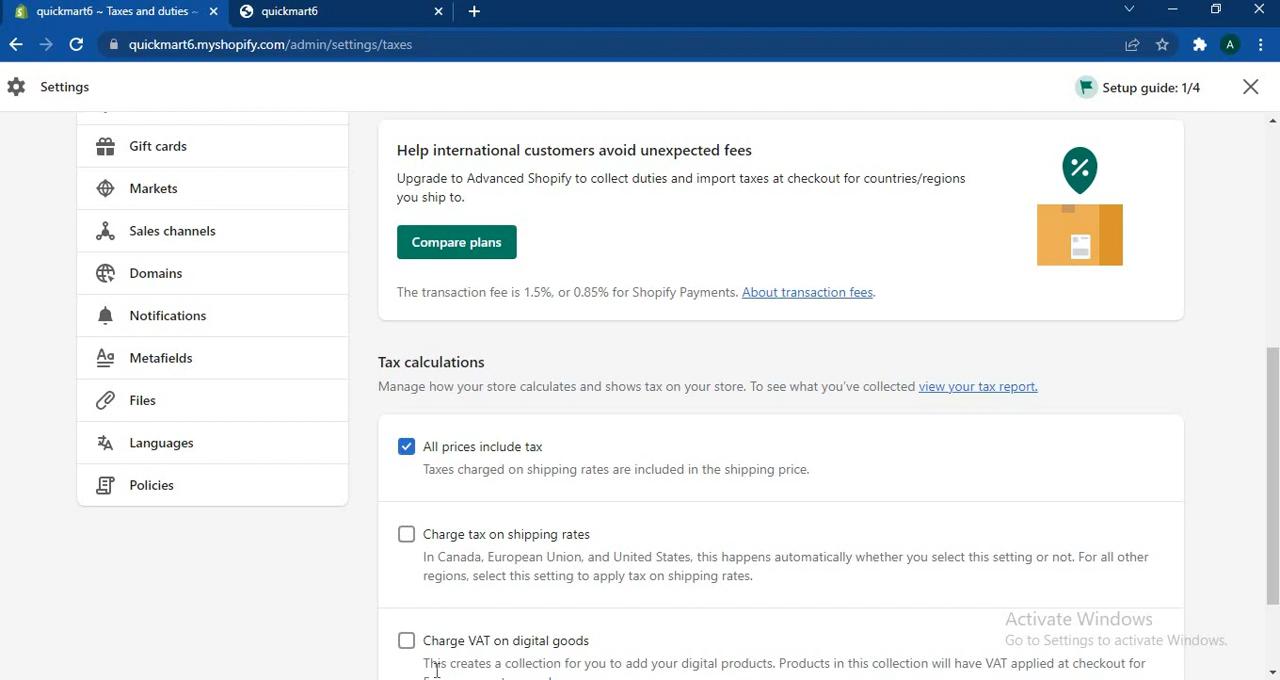 quickmart6 ~ Taxes and duties ~
quickmart6
quickmart6.myshopify.com/admin/settings/taxes
A
Settings
Setup guide: 1/4
Gift cards
Markets
Sales channels
Domains
Notifications
Metafields
Files
Languages
Policies
Help international customers avoid unexpected fees
Upgrade to Advanced Shopify to collect duties and import taxes at checkout for countries/regions
you ship to.
Compare plans
The transaction fee is 1.5%, or 0.85% for Shopify Payments. About transaction fees.
Tax calculations
Manage how your store calculates and shows tax on your store. To see what you've collected view your tax report.
All prices include tax
Taxes charged on shipping rates are included in the shipping price.
Charge tax on shipping rates
In Canada, European Union, and United States, this happens automatically whether you select this setting or not. For all other
regions, select this setting to apply tax on shipping rates.
Charge VAT on digital goods
This creates a collection for you to add your digital products. Products in this collection will have VAT applied at checkout for
Activate Windows
Go to Settings to activate Windows.